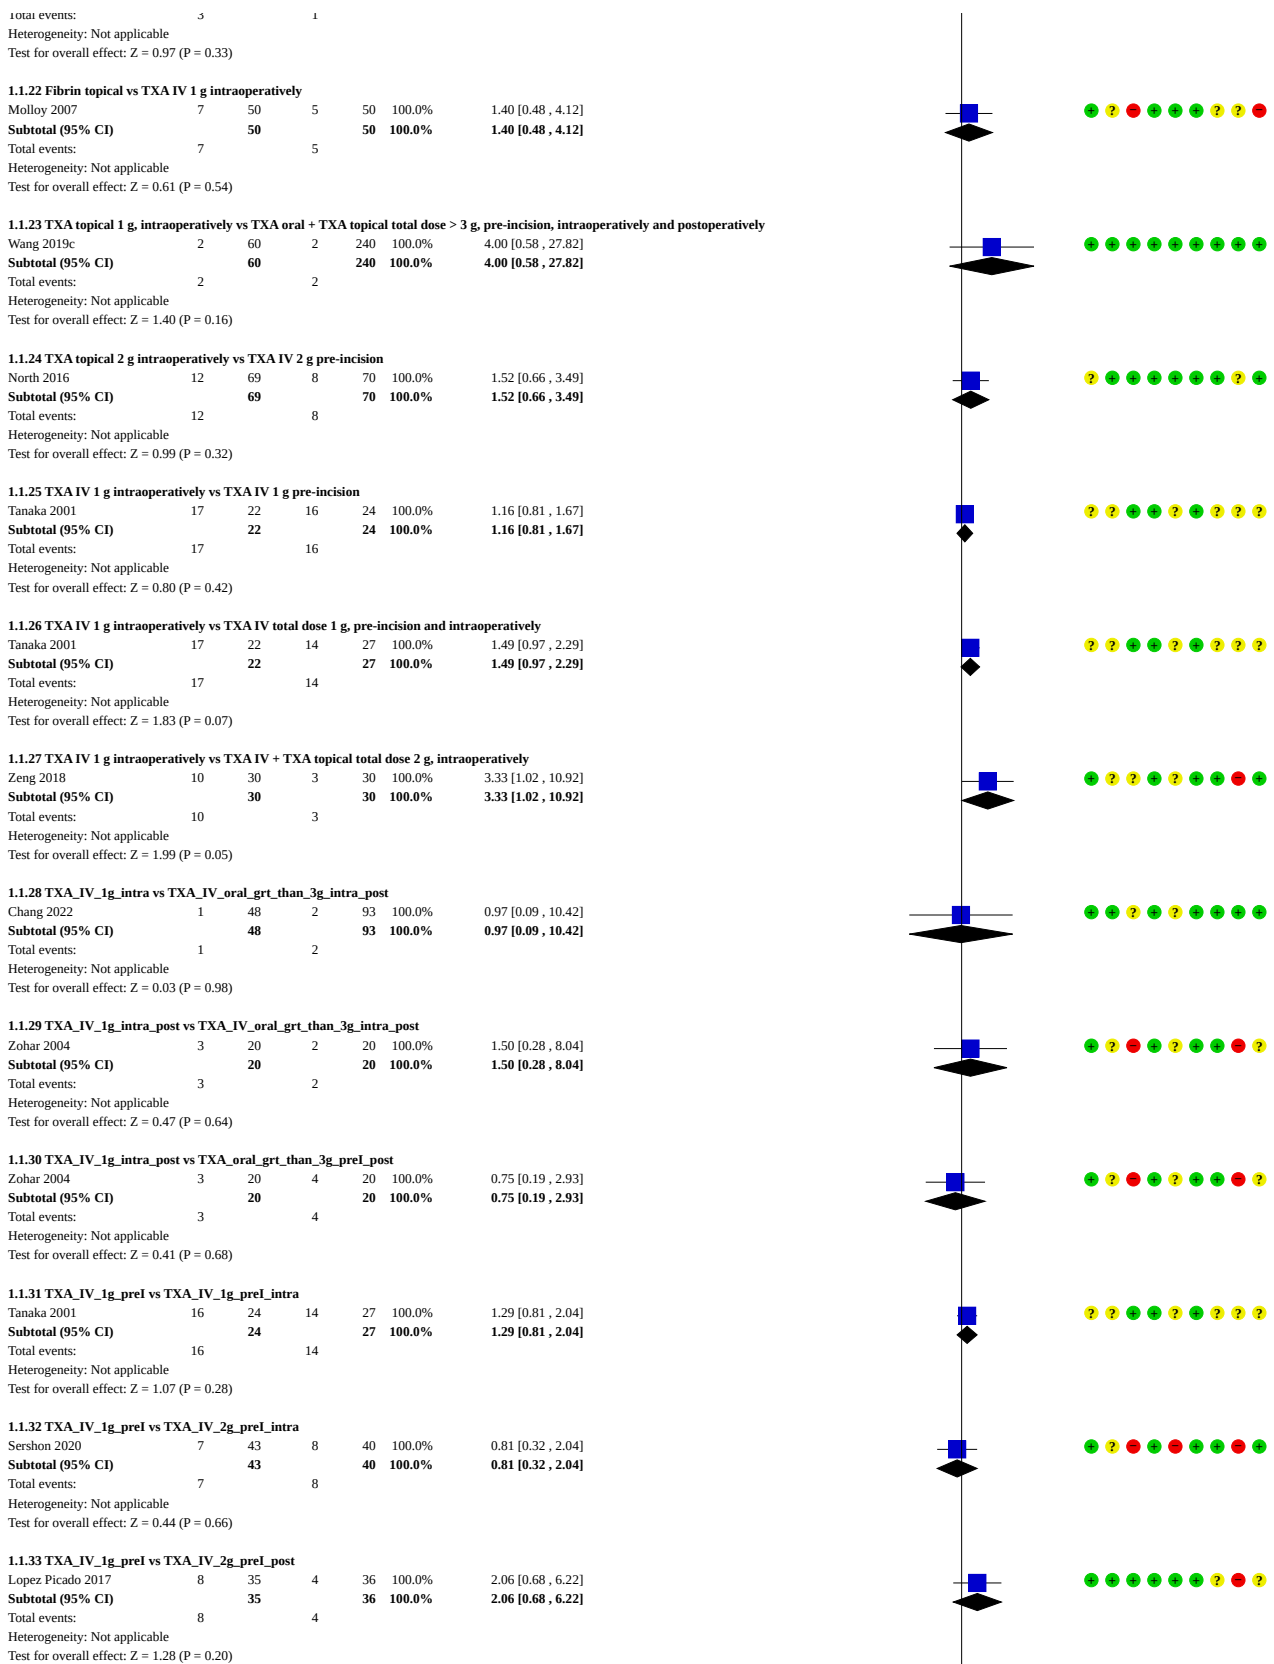 Total events: 3 1
Heterogeneity: Not applicable
Test for overall effect: Z = 0.97 (P = 0.33)
1.1.22 Fibrin topical vs TXA IV 1 g intraoperatively
Molloy 2007 7 50 5 50 100.0% 1.40 [0.48 , 4.12] + ? − + + + ? ? −
Subtotal (95% CI) 50 50 100.0% 1.40 [0.48 , 4.12]
Total events: 7 5
Heterogeneity: Not applicable
Test for overall effect: Z = 0.61 (P = 0.54)
1.1.23 TXA topical 1 g, intraoperatively vs TXA oral + TXA topical total dose > 3 g, pre-incision, intraoperatively and postoperatively
Wang 2019c 2 60 2 240 100.0% 4.00 [0.58 , 27.82] + + + + + + + + +
Subtotal (95% CI) 60 240 100.0% 4.00 [0.58 , 27.82]
Total events: 2 2
Heterogeneity: Not applicable
Test for overall effect: Z = 1.40 (P = 0.16)
1.1.24 TXA topical 2 g intraoperatively vs TXA IV 2 g pre-incision
North 2016 12 69 8 70 100.0% 1.52 [0.66 , 3.49] ? + + + + + + ? +
Subtotal (95% CI) 69 70 100.0% 1.52 [0.66 , 3.49]
Total events: 12 8
Heterogeneity: Not applicable
Test for overall effect: Z = 0.99 (P = 0.32)
1.1.25 TXA IV 1 g intraoperatively vs TXA IV 1 g pre-incision
Tanaka 2001 17 22 16 24 100.0% 1.16 [0.81 , 1.67] ? ? + + ? + ? ? ?
Subtotal (95% CI) 22 24 100.0% 1.16 [0.81 , 1.67]
Total events: 17 16
Heterogeneity: Not applicable
Test for overall effect: Z = 0.80 (P = 0.42)
1.1.26 TXA IV 1 g intraoperatively vs TXA IV total dose 1 g, pre-incision and intraoperatively
Tanaka 2001 17 22 14 27 100.0% 1.49 [0.97 , 2.29] ? ? + + ? + ? ? ?
Subtotal (95% CI) 22 27 100.0% 1.49 [0.97 , 2.29]
Total events: 17 14
Heterogeneity: Not applicable
Test for overall effect: Z = 1.83 (P = 0.07)
1.1.27 TXA IV 1 g intraoperatively vs TXA IV + TXA topical total dose 2 g, intraoperatively
Zeng 2018 10 30 3 30 100.0% 3.33 [1.02 , 10.92] + ? ? + ? + + − +
Subtotal (95% CI) 30 30 100.0% 3.33 [1.02 , 10.92]
Total events: 10 3
Heterogeneity: Not applicable
Test for overall effect: Z = 1.99 (P = 0.05)
1.1.28 TXA_IV_1g_intra vs TXA_IV_oral_grt_than_3g_intra_post
Chang 2022 1 48 2 93 100.0% 0.97 [0.09 , 10.42] + + ? + ? + + + +
Subtotal (95% CI) 48 93 100.0% 0.97 [0.09 , 10.42]
Total events: 1 2
Heterogeneity: Not applicable
Test for overall effect: Z = 0.03 (P = 0.98)
1.1.29 TXA_IV_1g_intra_post vs TXA_IV_oral_grt_than_3g_intra_post
Zohar 2004 3 20 2 20 100.0% 1.50 [0.28 , 8.04] + ? − + ? + + − ?
Subtotal (95% CI) 20 20 100.0% 1.50 [0.28 , 8.04]
Total events: 3 2
Heterogeneity: Not applicable
Test for overall effect: Z = 0.47 (P = 0.64)
1.1.30 TXA_IV_1g_intra_post vs TXA_oral_grt_than_3g_preI_post
Zohar 2004 3 20 4 20 100.0% 0.75 [0.19 , 2.93] + ? − + ? + + − ?
Subtotal (95% CI) 20 20 100.0% 0.75 [0.19 , 2.93]
Total events: 3 4
Heterogeneity: Not applicable
Test for overall effect: Z = 0.41 (P = 0.68)
1.1.31 TXA_IV_1g_preI vs TXA_IV_1g_preI_intra
Tanaka 2001 16 24 14 27 100.0% 1.29 [0.81 , 2.04] ? ? + + ? + ? ? ?
Subtotal (95% CI) 24 27 100.0% 1.29 [0.81 , 2.04]
Total events: 16 14
Heterogeneity: Not applicable
Test for overall effect: Z = 1.07 (P = 0.28)
1.1.32 TXA_IV_1g_preI vs TXA_IV_2g_preI_intra
Sershon 2020 7 43 8 40 100.0% 0.81 [0.32 , 2.04] + ? − + − + + − +
Subtotal (95% CI) 43 40 100.0% 0.81 [0.32 , 2.04]
Total events: 7 8
Heterogeneity: Not applicable
Test for overall effect: Z = 0.44 (P = 0.66)
1.1.33 TXA_IV_1g_preI vs TXA_IV_2g_preI_post
Lopez Picado 2017 8 35 4 36 100.0% 2.06 [0.68 , 6.22] + + + + + + ? − ?
Subtotal (95% CI) 35 36 100.0% 2.06 [0.68 , 6.22]
Total events: 8 4
Heterogeneity: Not applicable
Test for overall effect: Z = 1.28 (P = 0.20)